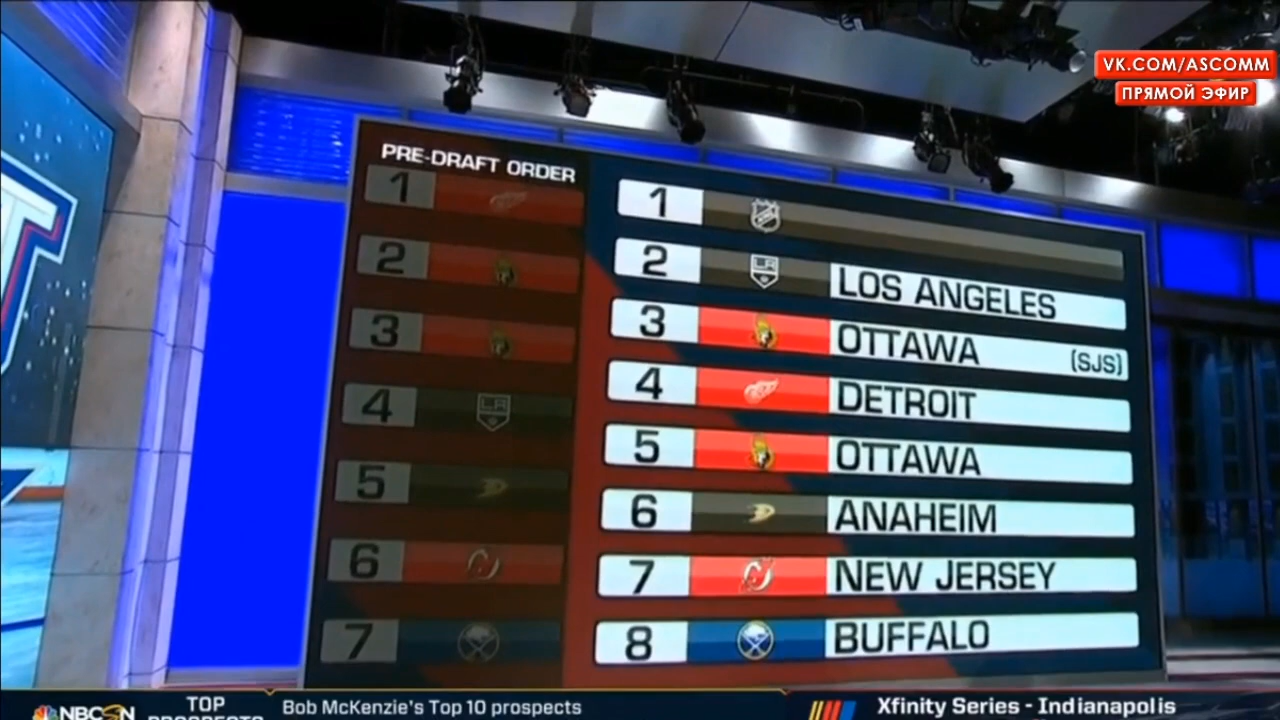 VK.COM/ASCOMM
ПРЯМОЙ ЭФИР
PRE-DRAFT ORDER
1
2
3
4
5
6
7
1
2 LOS ANGELES
3 OTTAWA (SJS)
4 DETROIT
5 OTTAWA
6 ANAHEIM
7 NEW JERSEY
8 BUFFALO
NBCSN
TOP
PROSPECTS
Bob McKenzie's Top 10 prospects
Xfinity Series - Indianapolis